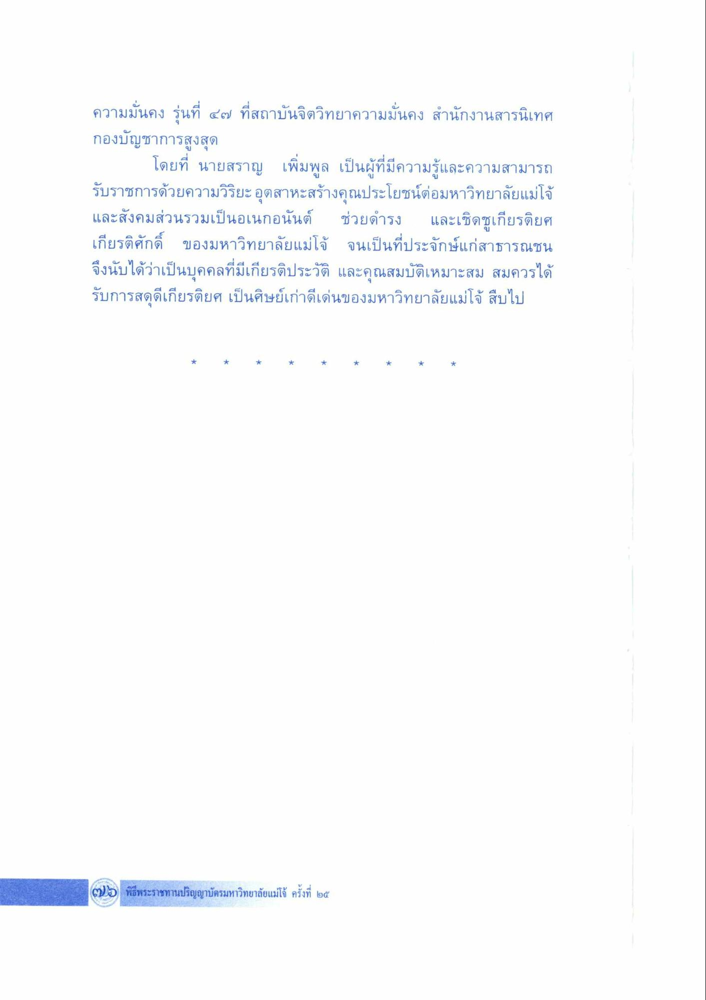 ความมั่นคง รุ่นที่ ๔๗ ที่สถาบันจิตวิทยาความมั่นคง สำนักงานสารนิเทศ
กองบัญชาการสูงสุด
โดยที่ นายสราญ เพิ่มพูล เป็นผู้ที่มีความรู้และความสามารถ
รับราชการด้วยความวิริยะ อุตสาหะสร้างคุณประโยชน์ต่อมหาวิทยาลัยแม่โจ้
และสังคมส่วนรวมเป็นอเนกอนันต์ ช่วยดำรง และเชิดชูเกียรติยศ
เกียรติศักดิ์ ของมหาวิทยาลัยแม่โจ้ จนเป็นที่ประจักษ์แก่สาธารณชน
จึงนับได้ว่าเป็นบุคคลที่มีเกียรติประวัติ และคุณสมบัติเหมาะสม สมควรได้
รับการสดุดีเกียรติยศ เป็นศิษย์เก่าดีเด่นของมหาวิทยาลัยแม่โจ้ สืบไป
* * * * * * * * *
๗๖ พิธีพระราชทานปริญญาบัตรมหาวิทยาลัยแม่โจ้ ครั้งที่ ๒๕